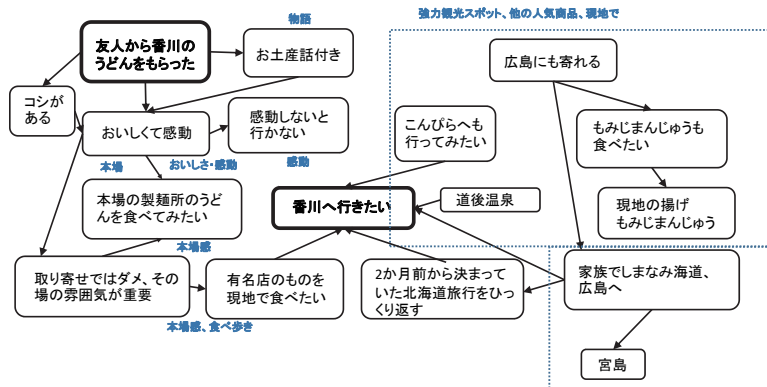 強力観光スポット、他の人気商品、現地で
物語
友人から香川の
うどんをもらった
お土産話付き
広島にも寄れる
コシが
ある
おいしくて感動
感動しないと
行かない
こんぴらへも
行ってみたい
もみじまんじゅうも
食べたい
本場
おいしさ・感動
感動
本場の製麺所のうど
んを食べてみたい
香川へ行きたい
道後温泉
現地の揚げ
もみじまんじゅう
本場感
取り寄せではダメ、その
場の雰囲気が重要
有名店のものを
現地で食べたい
2か月前から決まって
いた北海道旅行をひっ
くり返す
家族でしまなみ海道、
広島へ
本場感、食べ歩き
宮島